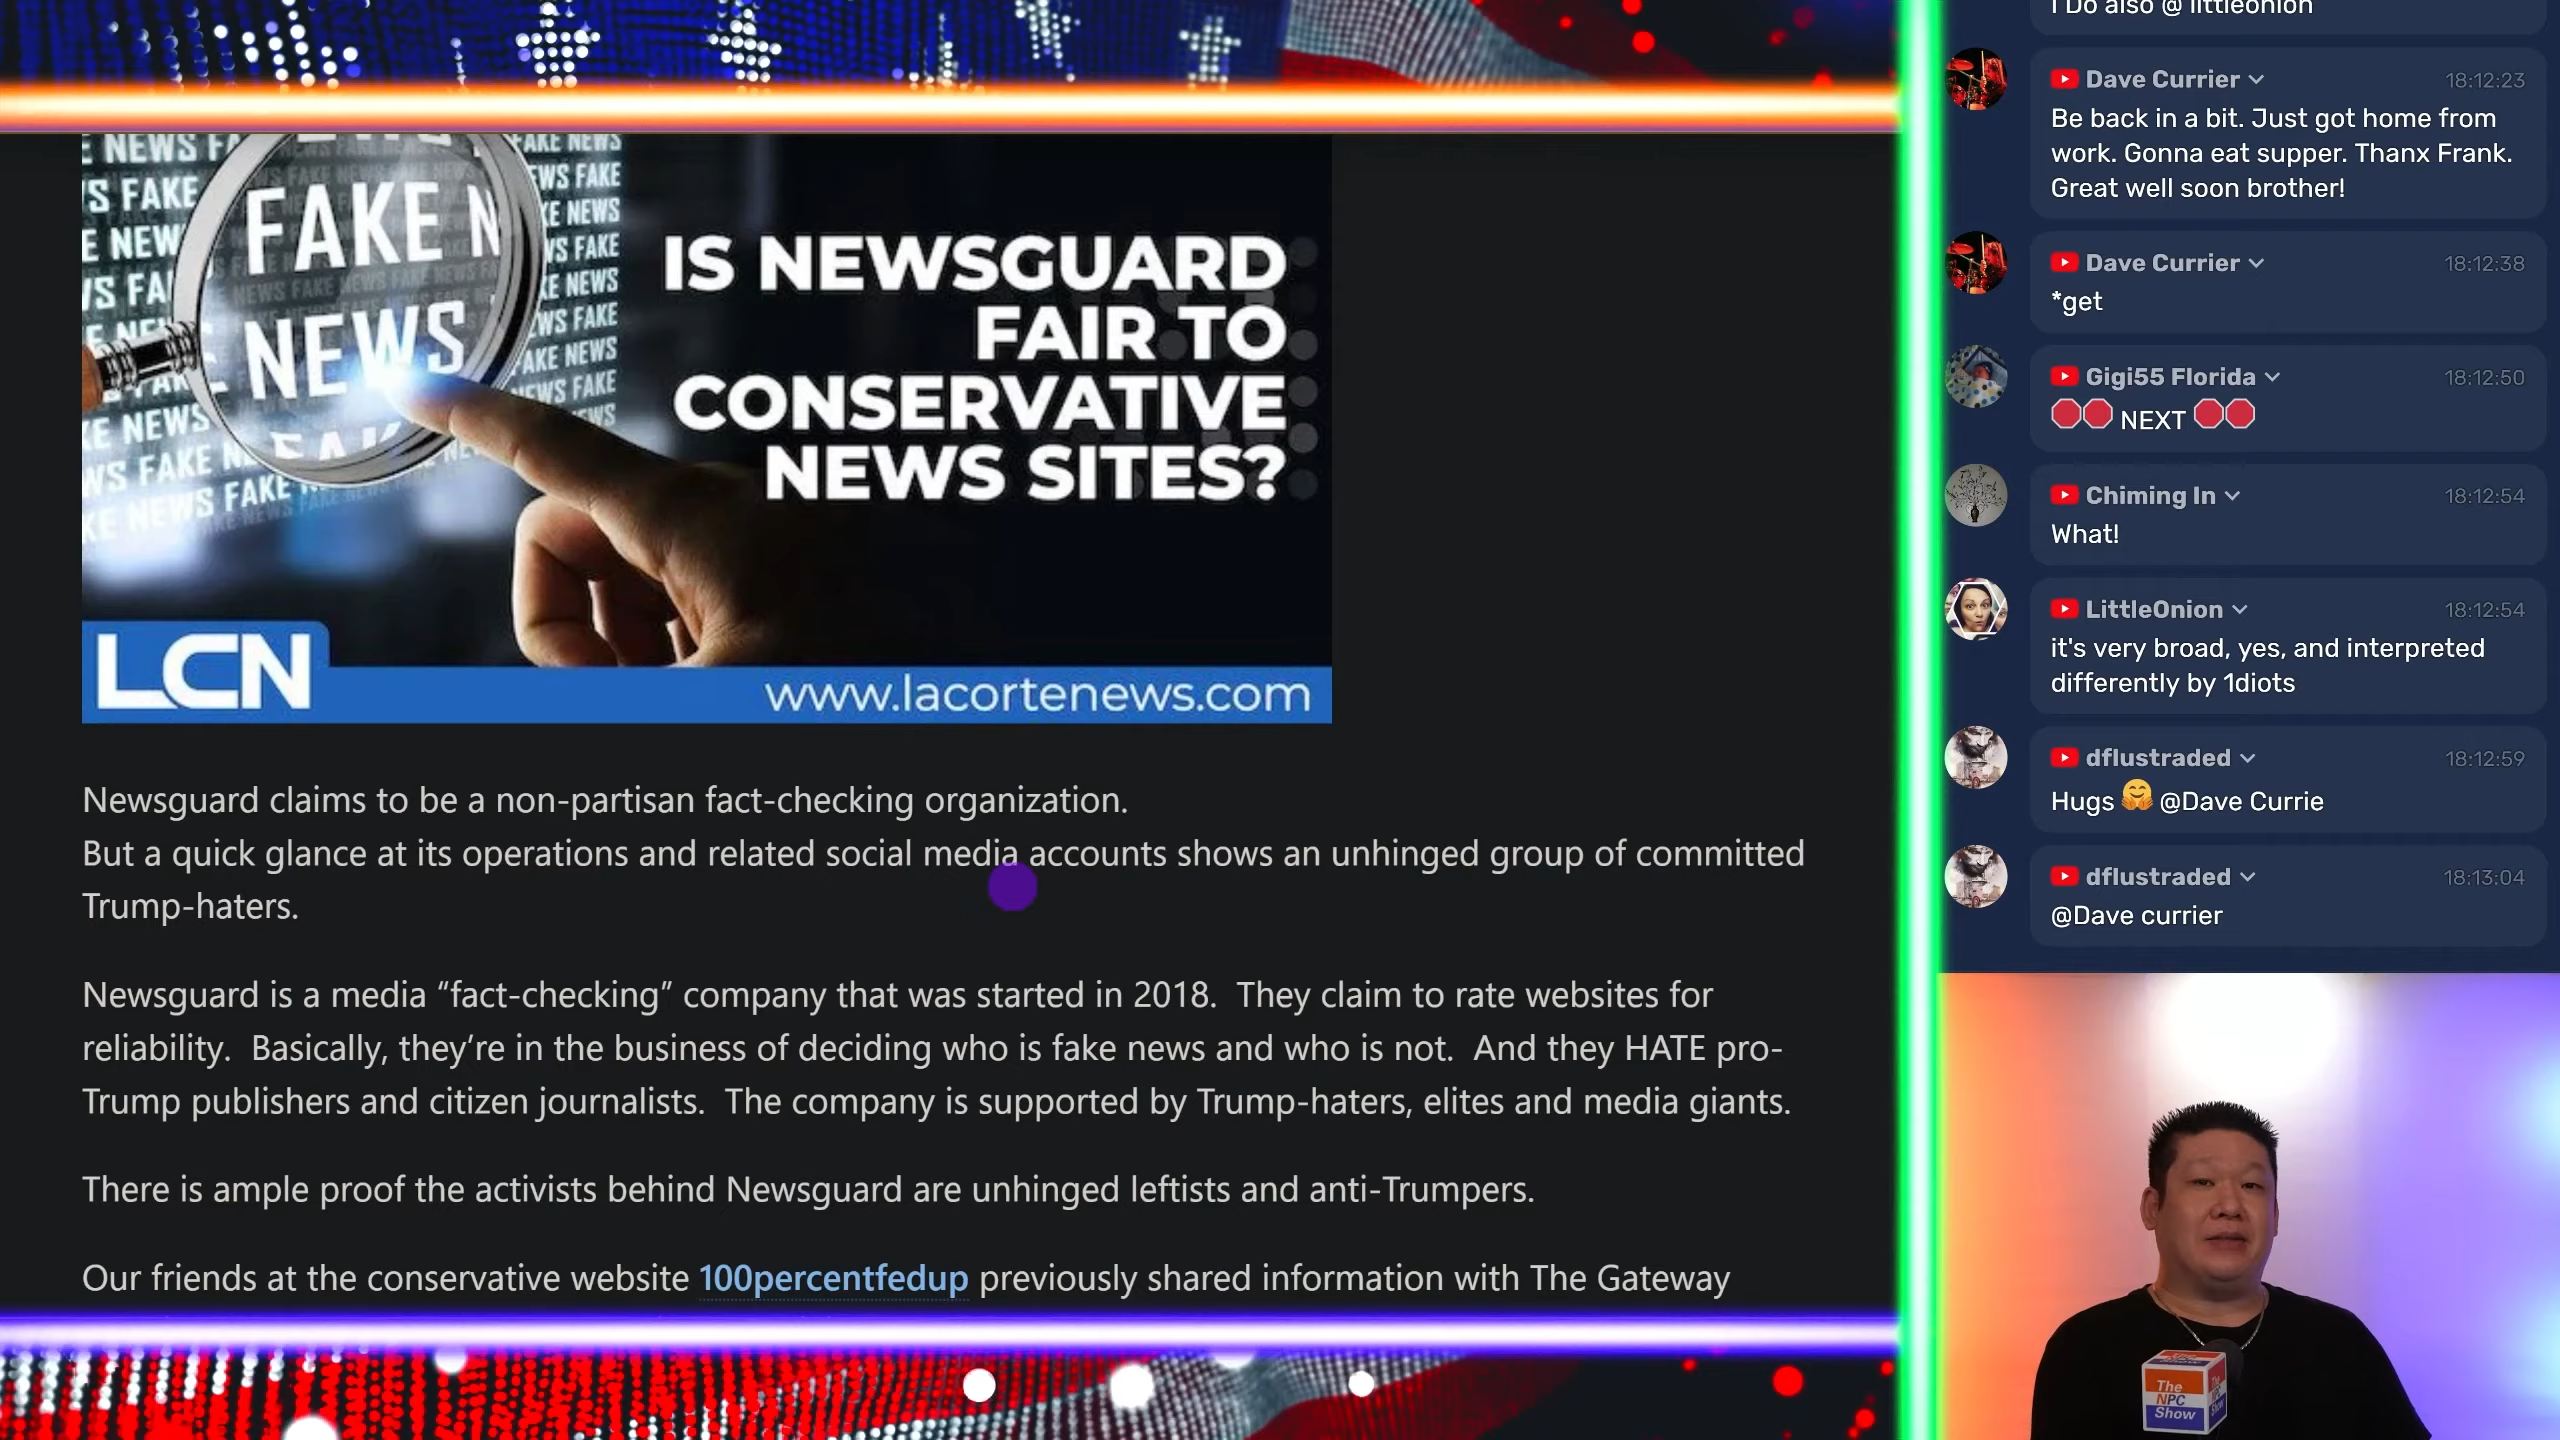 FAKE N
NEWS
IS NEWSGUARD
FAIR TO
CONSERVATIVE
NEWS SITES?
LCN
www.lacortenews.com
Newsguard claims to be a non-partisan fact-checking organization.
But a quick glance at its operations and related social media accounts shows an unhinged group of committed
Trump-haters.
Newsguard is a media “fact-checking” company that was started in 2018.  They claim to rate websites for
reliability.  Basically, they’re in the business of deciding who is fake news and who is not.  And they HATE pro-
Trump publishers and citizen journalists.  The company is supported by Trump-haters, elites and media giants.
There is ample proof the activists behind Newsguard are unhinged leftists and anti-Trumpers.
Our friends at the conservative website 100percentfedup previously shared information with The Gateway
I Do also @ littleonion
Dave Currier 18:12:23
Be back in a bit. Just got home from
work. Gonna eat supper. Thanx Frank.
Great well soon brother!
Dave Currier 18:12:38
*get
Gigi55 Florida 18:12:50
NEXT
Chiming In 18:12:54
What!
LittleOnion 18:12:54
it's very broad, yes, and interpreted
differently by 1diots
dflustraded 18:12:59
Hugs 🤗 @Dave Currie
dflustraded 18:13:04
@Dave currier
The
NPC
Show